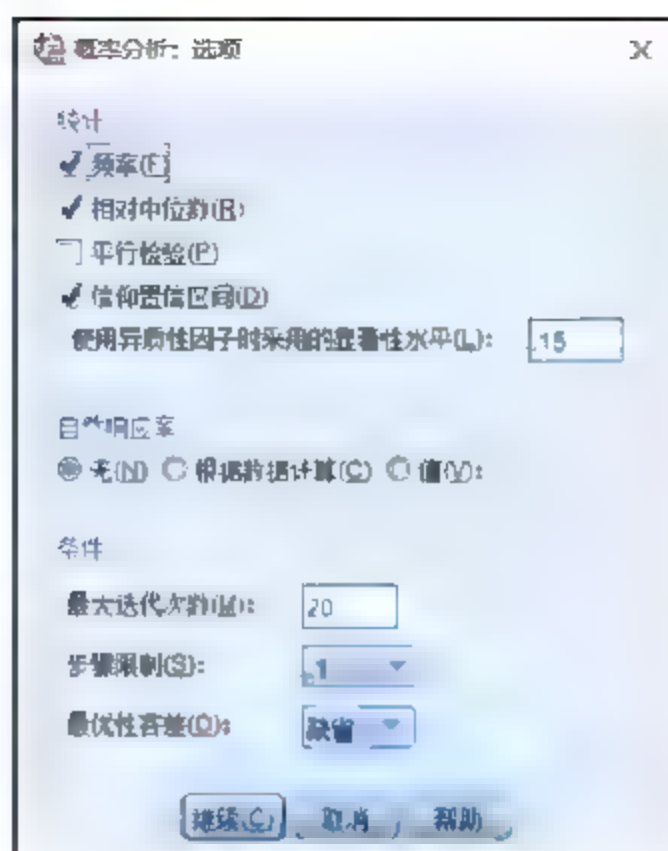 概率分析: 选项
统计
频率(F)
相对中位数(R)
平行检验(P)
信仰置信区间(D)
使用异质性因子时采用的显著性水平(L): .15
自然响应率
无(N) 根据数据计算(C) 值(V):
条件
最大迭代次数(M): 20
步骤限制(S): .1
最优性容差(O): 缺省
继续(C) 取消 帮助